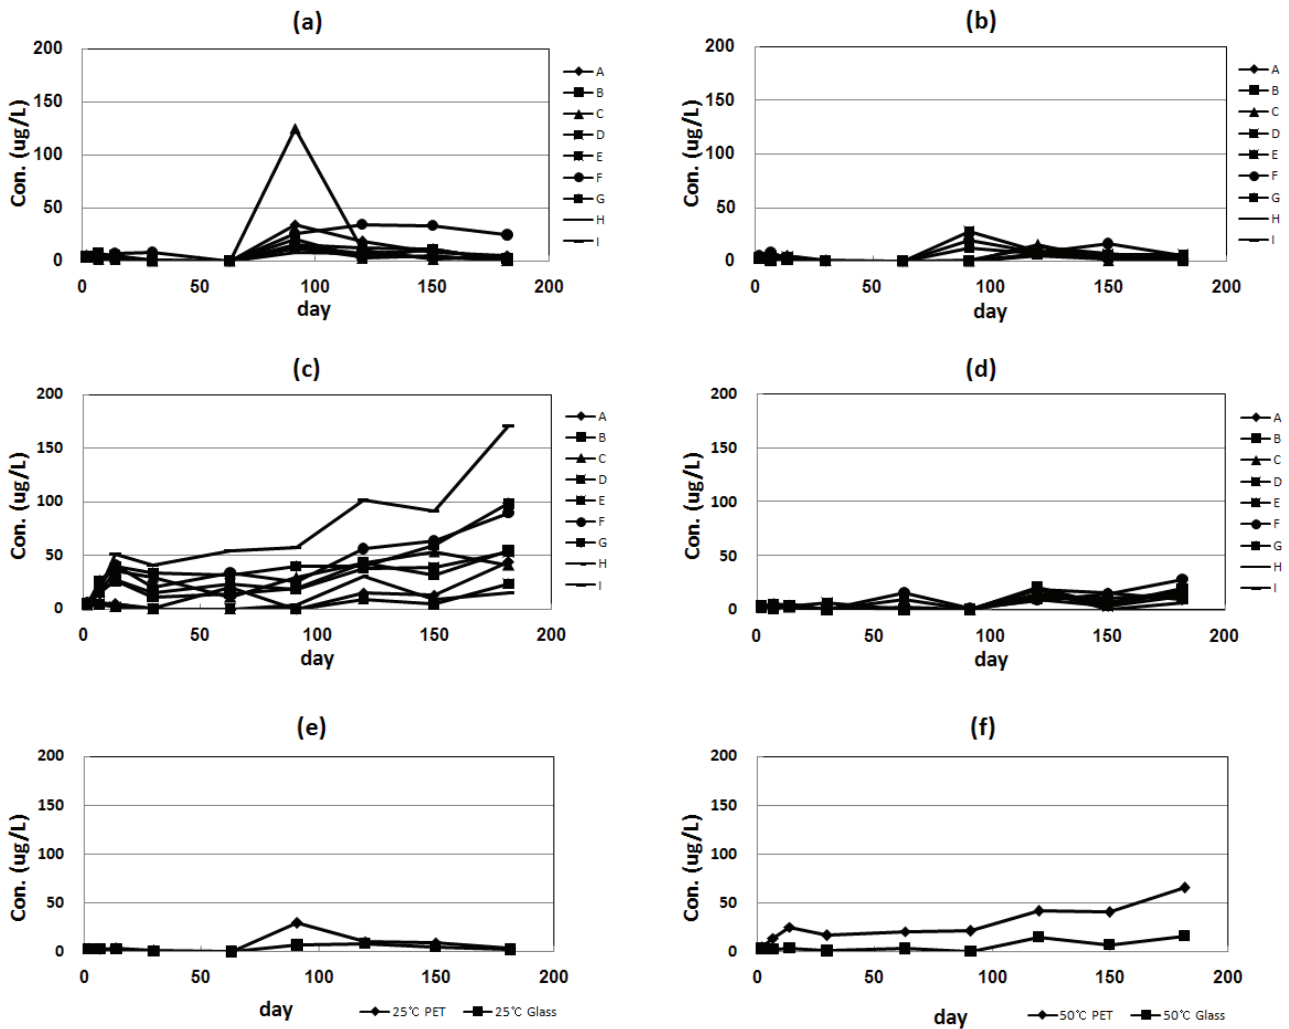 (a)
Con. (ug/L)
200
150
100
50
0
0 50 100 150 200
day
A
B
C
D
E
F
G
H
I
(b)
Con. (ug/L)
200
150
100
50
0
0 50 100 150 200
day
A
B
C
D
E
F
G
H
I
(c)
Con. (ug/L)
200
150
100
50
0
0 50 100 150 200
day
A
B
C
D
E
F
G
H
I
(d)
Con. (ug/L)
200
150
100
50
0
0 50 100 150 200
day
A
B
C
D
E
F
G
H
I
(e)
Con. (ug/L)
200
150
100
50
0
0 50 100 150 200
day
25℃ PET 25℃ Glass
(f)
Con. (ug/L)
200
150
100
50
0
0 50 100 150 200
day
50℃ PET 50℃ Glass